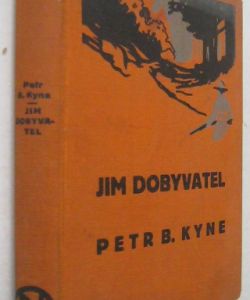 Petr
B. Kyne
JIM
DOBYVA-
TEL
JIM DOBYVATEL
PETR B. KYNE